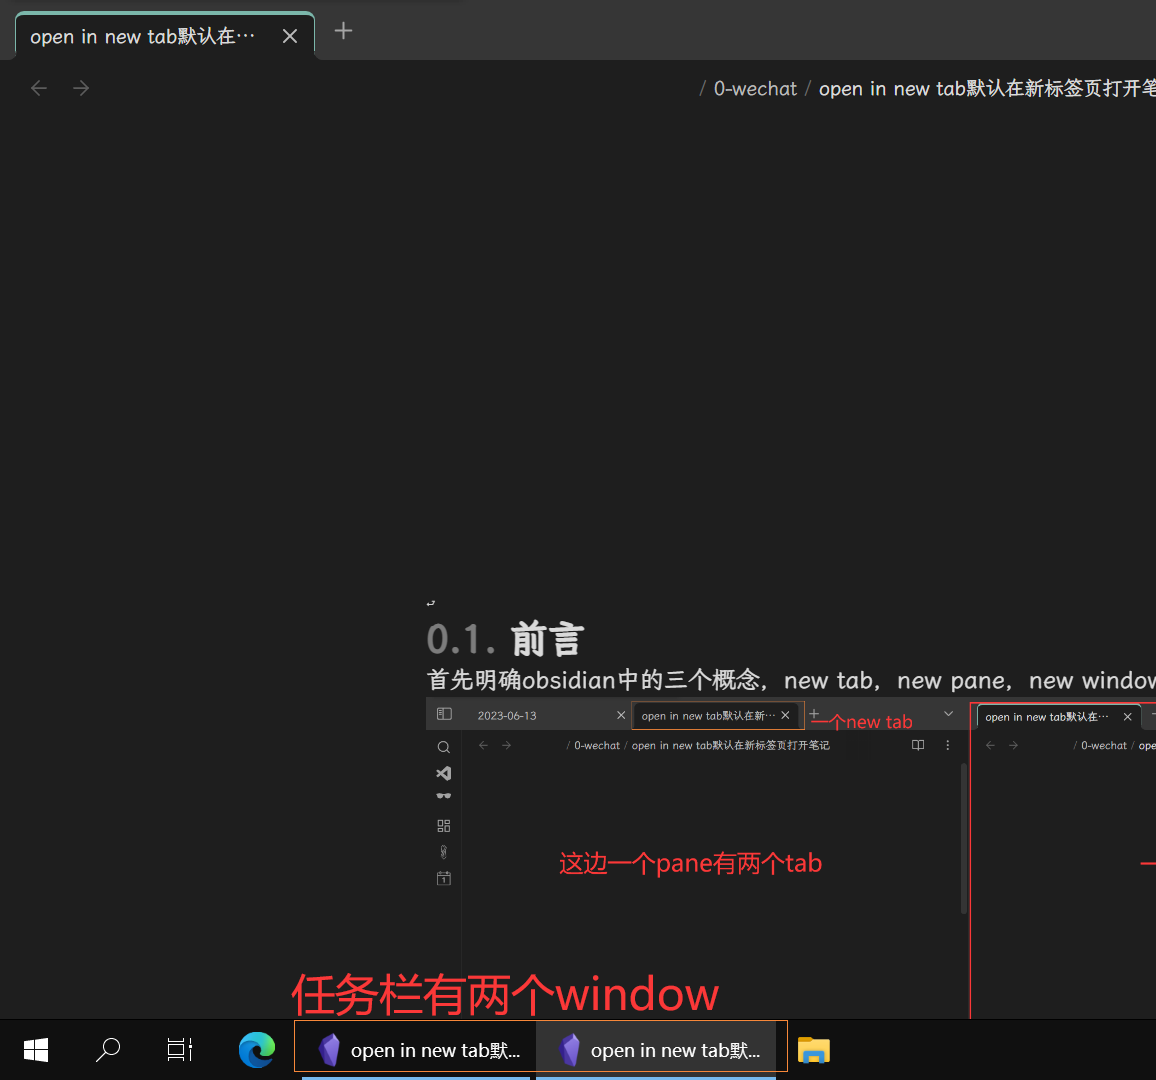 open in new tab默认在…
/ 0-wechat / open in new tab默认在新标签页打开笔
0.1. 前言
首先明确obsidian中的三个概念，new tab，new pane，new window
2023-06-13
open in new tab默认在新…
一个new tab
open in new tab默认在…
/ 0-wechat / open in new tab默认在新标签页打开笔记
/ 0-wechat / ope
这边一个pane有两个tab
一
1
任务栏有两个window
open in new tab默...
open in new tab默...